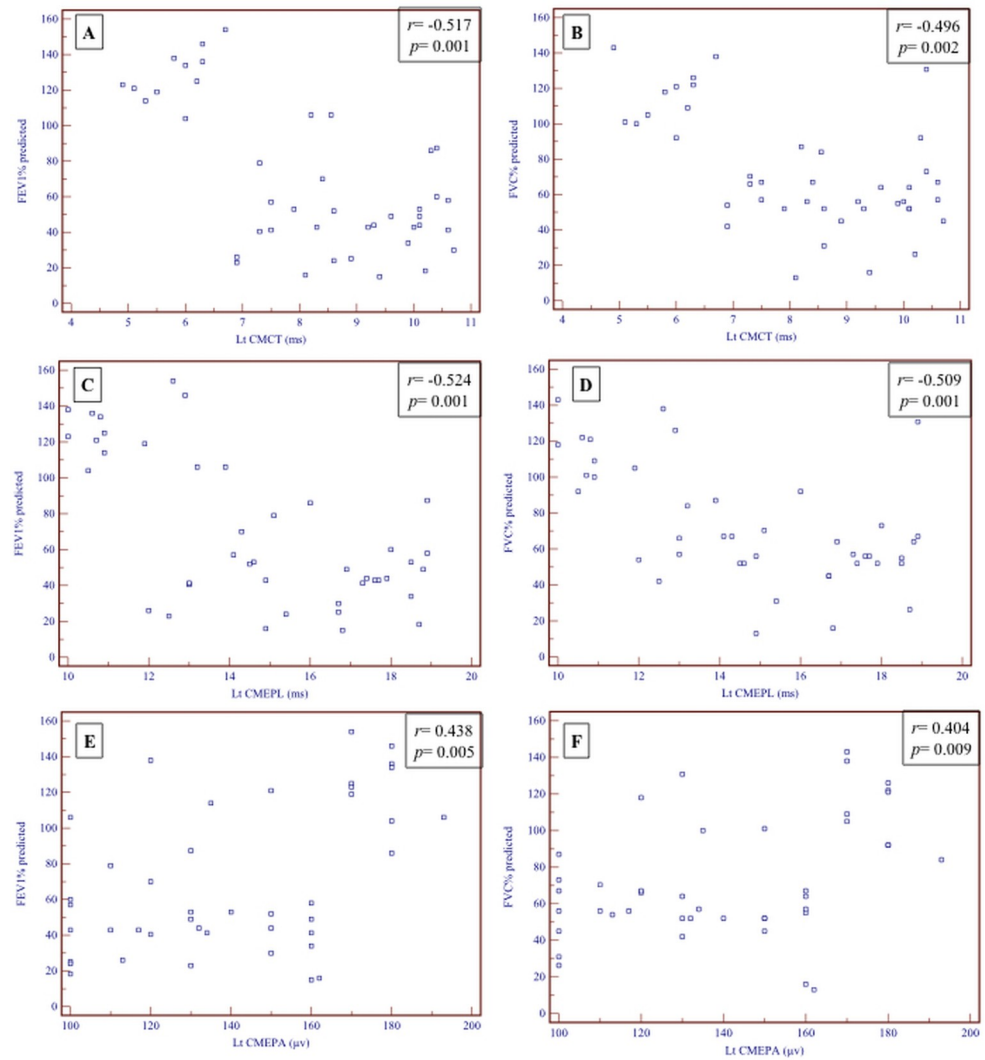 A
r= -0.517
p= 0.001
FEV1% predicted
160
140
120
100
80
60
40
20
0
4 5 6 7 8 9 10 11
Lt CMCT (ms)
B
r= -0.496
p= 0.002
FVC% predicted
160
140
120
100
80
60
40
20
0
4 5 6 7 8 9 10 11
Lt CMCT (ms)
C
r= -0.524
p= 0.001
FEV1% predicted
160
140
120
100
80
60
40
20
0
10 12 14 16 18 20
Lt CMEPL (ms)
D
r= -0.509
p= 0.001
FVC% predicted
160
140
120
100
80
60
40
20
0
10 12 14 16 18 20
Lt CMEPL (ms)
E
r= 0.438
p= 0.005
FEV1% predicted
160
140
120
100
80
60
40
20
0
100 120 140 160 180 200
Lt CMEPA (µv)
F
r= 0.404
p= 0.009
FVC% predicted
160
140
120
100
80
60
40
20
0
100 120 140 160 180 200
Lt CMEPA (µv)